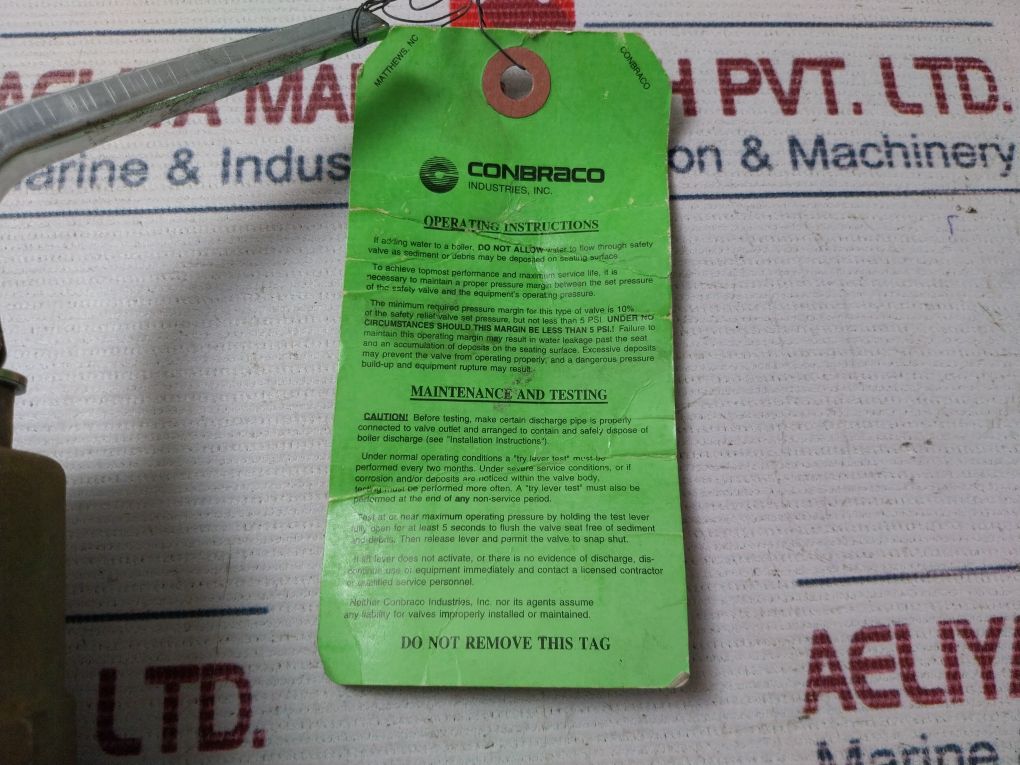 MATTHEWS, NC
CONBRACO
PVT. LTD.
& Indus
on & Machinery
CONBRACO
INDUSTRIES, INC.
OPERATING INSTRUCTIONS
If adding water to a boiler, DO NOT ALLOW water to flow through safety
valve as sediment or debris may be deposited on seating surface.
To achieve topmost performance and maximum service life, it is
necessary to maintain a proper pressure margin between the set pressure
of the safety valve and the equipment's operating pressure.
The minimum required pressure margin for this type of valve is 10%
of the safety relief valve set pressure, but not less than 5 PSI. UNDER NO
CIRCUMSTANCES SHOULD THIS MARGIN BE LESS THAN 5 PSI.! Failure to
maintain this operating margin may result in water leakage past the seat
and an accumulation of deposits on the seating surface. Excessive deposits
may prevent the valve from operating properly, and a dangerous pressure
build-up and equipment rupture may result.
MAINTENANCE AND TESTING
CAUTION! Before testing, make certain discharge pipe is properly
connected to valve outlet and arranged to contain and safely dispose of
boiler discharge (see "Installation Instructions").
Under normal operating conditions a "try lever test" must be
performed every two months. Under severe service conditions, or if
corrosion and/or deposits are noticed within the valve body,
testing must be performed more often. A "try lever test" must also be
performed at the end of any non-service period.
Test at or near maximum operating pressure by holding the test lever
fully open for at least 5 seconds to flush the valve seat free of sediment
and debris. Then release lever and permit the valve to snap shut.
If lift lever does not activate, or there is no evidence of discharge, dis-
continue use of equipment immediately and contact a licensed contractor
or qualified service personnel.
Neither Conbraco Industries, Inc. nor its agents assume
any liability for valves improperly installed or maintained.
DO NOT REMOVE THIS TAG
LTD.
AELIYA
Marine